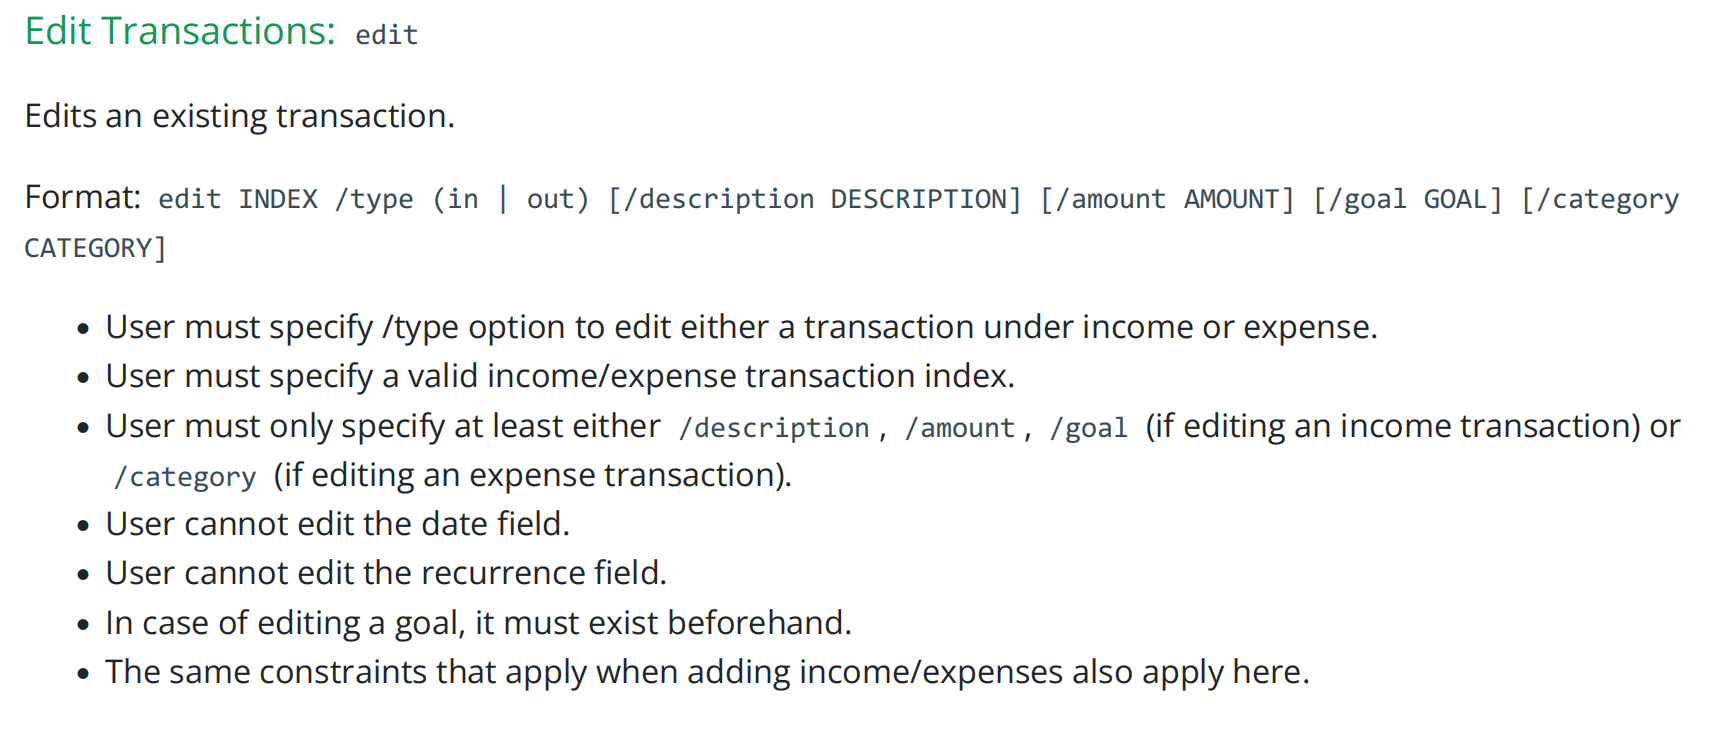 Edit Transactions: edit
Edits an existing transaction.
Format: edit INDEX /type (in | out) [/description DESCRIPTION] [/amount AMOUNT] [/goal GOAL] [/category
CATEGORY]
• User must specify /type option to edit either a transaction under income or expense.
• User must specify a valid income/expense transaction index.
• User must only specify at least either /description, /amount, /goal (if editing an income transaction) or
/category (if editing an expense transaction).
• User cannot edit the date field.
• User cannot edit the recurrence field.
• In case of editing a goal, it must exist beforehand.
• The same constraints that apply when adding income/expenses also apply here.